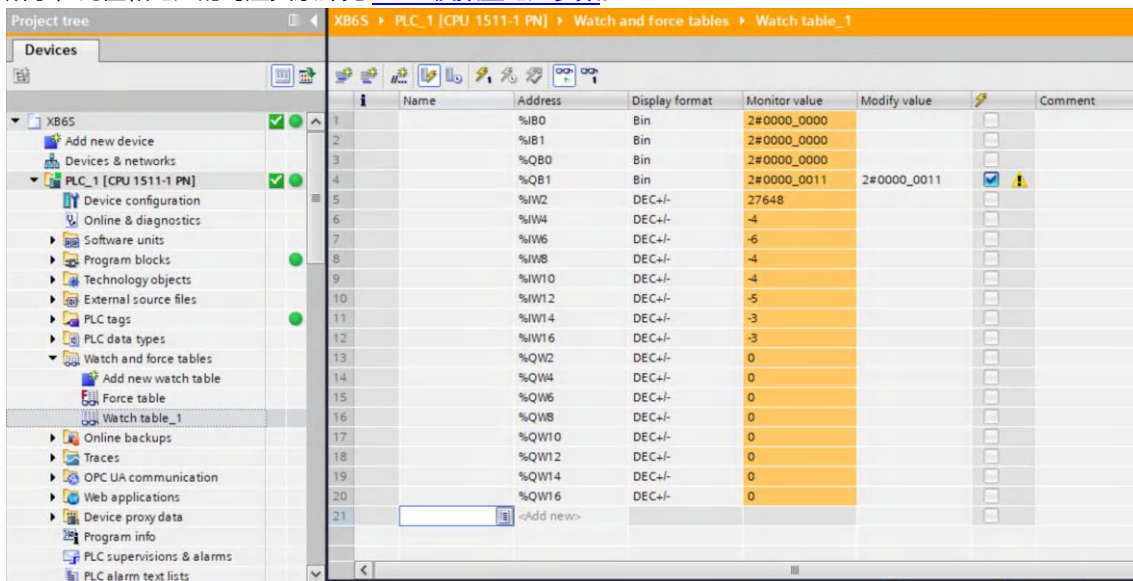 Project tree
XB6S ▸ PLC_1 [CPU 1511-1 PN] ▸ Watch and force tables ▸ Watch table_1
Devices
i Name Address Display format Monitor value Modify value Comment
XB6S
Add new device
Devices & networks
PLC_1 [CPU 1511-1 PN]
Device configuration
Online & diagnostics
Software units
Program blocks
Technology objects
External source files
PLC tags
PLC data types
Watch and force tables
Add new watch table
Force table
Watch table_1
Online backups
Traces
OPC UA communication
Web applications
Device proxy data
Program info
PLC supervisions & alarms
PLC alarm text lists
1 %IB0 Bin 2#0000_0000
2 %IB1 Bin 2#0000_0000
3 %QB0 Bin 2#0000_0000
4 %QB1 Bin 2#0000_0011 2#0000_0011
5 %IW2 DEC+/- 27648
6 %IW4 DEC+/- -4
7 %IW6 DEC+/- -6
8 %IW8 DEC+/- -4
9 %IW10 DEC+/- -4
10 %IW12 DEC+/- -5
11 %IW14 DEC+/- -3
12 %IW16 DEC+/- -3
13 %QW2 DEC+/- 0
14 %QW4 DEC+/- 0
15 %QW6 DEC+/- 0
16 %QW8 DEC+/- 0
17 %QW10 DEC+/- 0
18 %QW12 DEC+/- 0
19 %QW14 DEC+/- 0
20 %QW16 DEC+/- 0
21 <Add new>